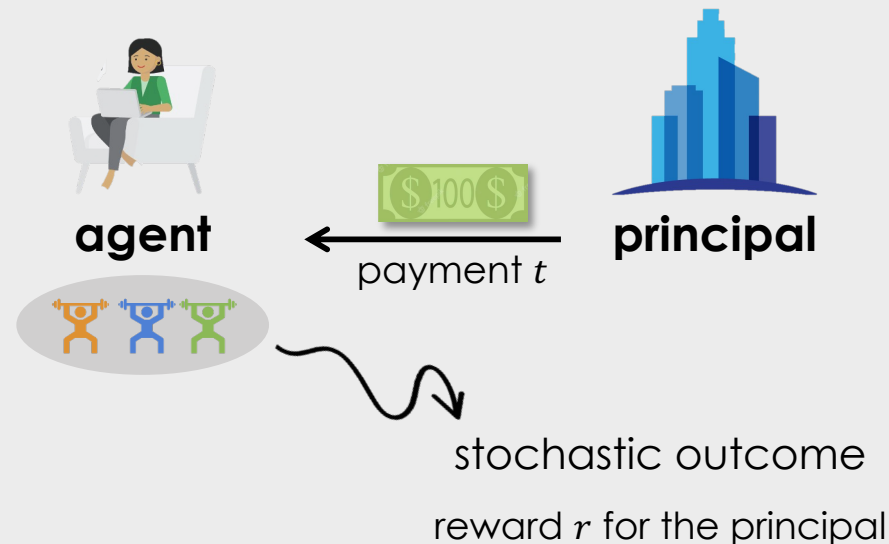 $ 100 $
agent
principal
payment t
stochastic outcome
reward r for the principal